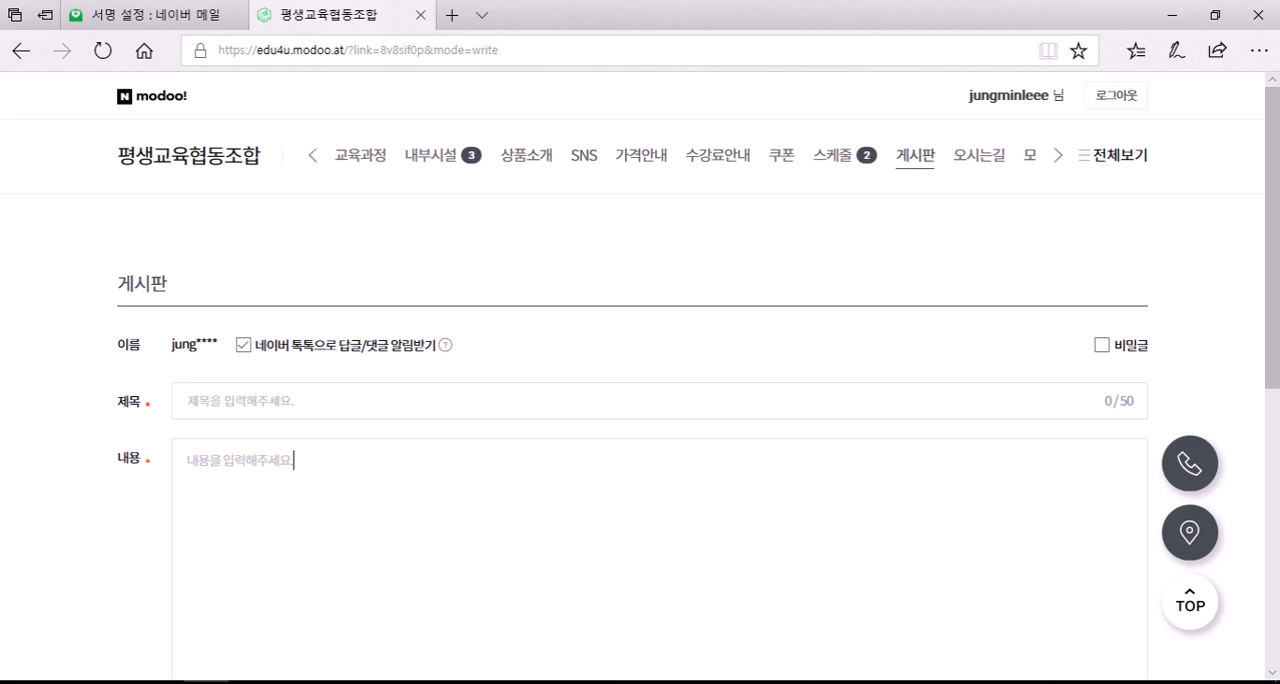 서명 설정 : 네이버 메일
평생교육협동조합
https://edu4u.modoo.at/?link=8v8sif0p&mode=write
N modoo!
jungminleee 님
로그아웃
평생교육협동조합
교육과정 내부시설 3 상품소개 SNS 가격안내 수강료안내 쿠폰 스케줄 2 게시판 오시는길 모
전체보기
게시판
이름 jung**** 네이버 톡톡으로 답글/댓글 알림받기 ?
비밀글
제목 * 제목을 입력해주세요. 0/50
내용 * 내용을 입력해주세요.
TOP